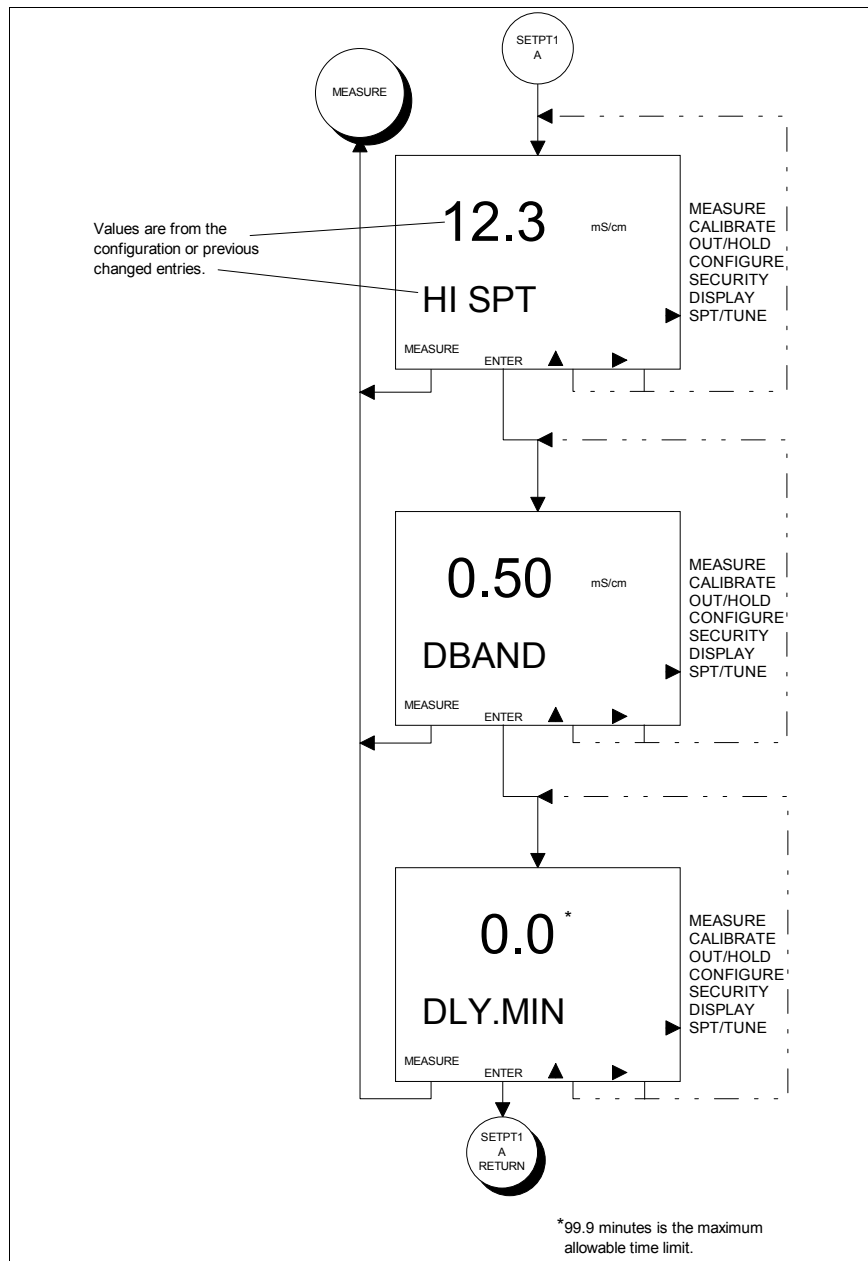 SETPT1
A
MEASURE
Values are from the
configuration or previous
changed entries.
12.3
mS/cm
HI SPT
MEASURE
ENTER
MEASURE
CALIBRATE
OUT/HOLD
CONFIGURE
SECURITY
DISPLAY
SPT/TUNE
0.50
mS/cm
DBAND
MEASURE
ENTER
MEASURE
CALIBRATE
OUT/HOLD
CONFIGURE
SECURITY
DISPLAY
SPT/TUNE
0.0 *
DLY.MIN
MEASURE
ENTER
MEASURE
CALIBRATE
OUT/HOLD
CONFIGURE
SECURITY
DISPLAY
SPT/TUNE
SETPT1
A
RETURN
*99.9 minutes is the maximum
allowable time limit.